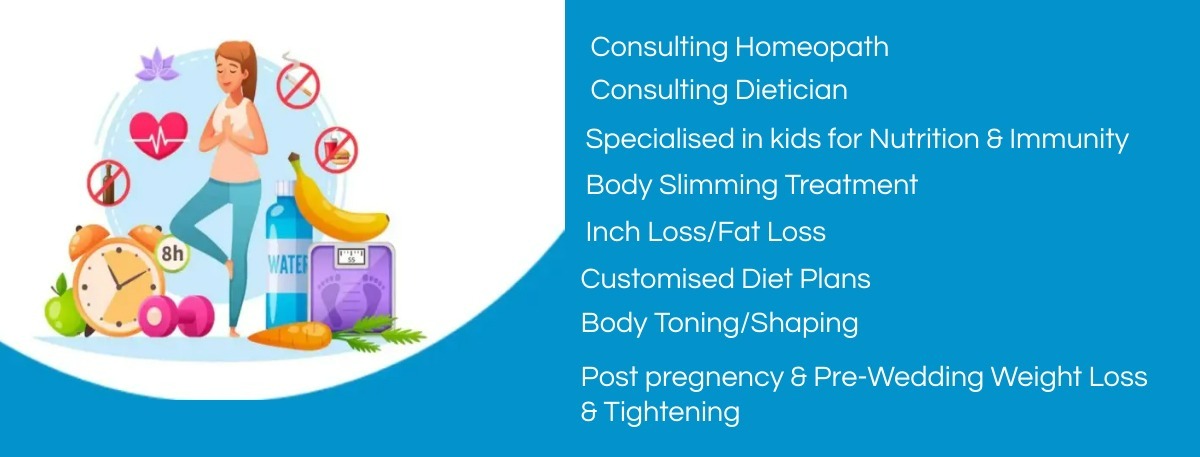 8h
WATER
55
Consulting Homeopath
Consulting Dietician
Specialised in kids for Nutrition & Immunity
Body Slimming Treatment
Inch Loss/Fat Loss
Customised Diet Plans
Body Toning/Shaping
Post pregnency & Pre-Wedding Weight Loss
& Tightening